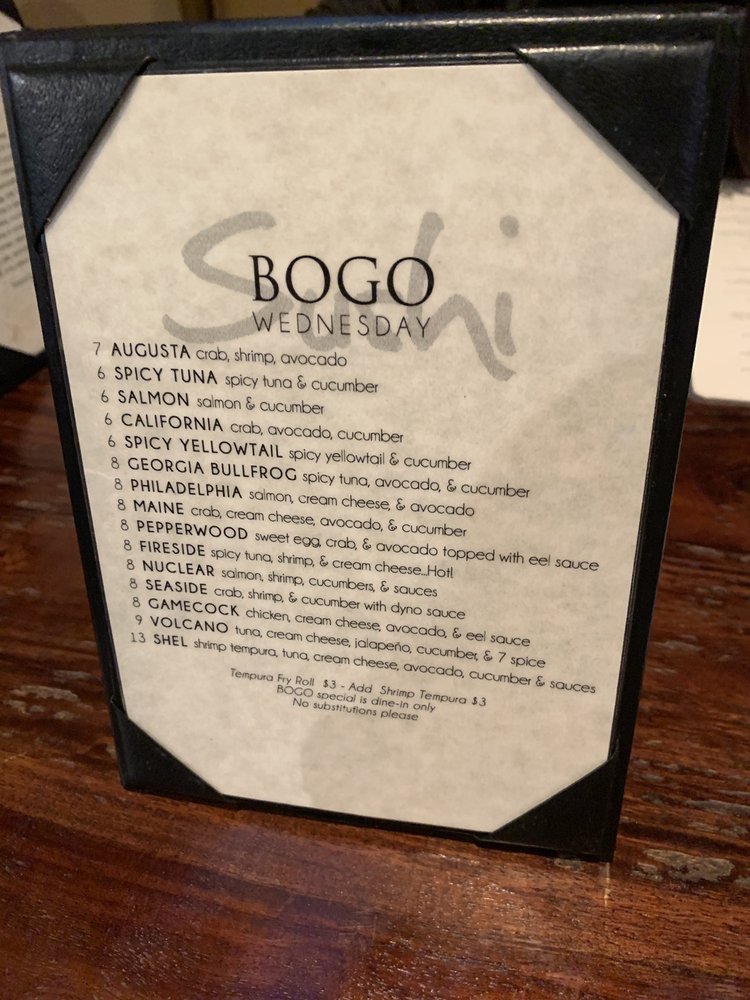 Sushi
BOGO
WEDNESDAY
7 AUGUSTA crab, shrimp, avocado
6 SPICY TUNA spicy tuna & cucumber
6 SALMON salmon & cucumber
6 CALIFORNIA crab, avocado, cucumber
6 SPICY YELLOWTAIL spicy yellowtail & cucumber
8 GEORGIA BULLFROG spicy tuna, avocado, & cucumber
8 PHILADELPHIA salmon, cream cheese, & avocado
8 MAINE crab, cream cheese, avocado, & cucumber
8 PEPPERWOOD sweet egg, crab, & avocado topped with eel sauce
8 FIRESIDE spicy tuna, shrimp, & cream cheese...Hot!
8 NUCLEAR salmon, shrimp, cucumbers, & sauces
8 SEASIDE crab, shrimp, & cucumber with dyno sauce
8 GAMECOCK chicken, cream cheese, avocado, & eel sauce
9 VOLCANO tuna, cream cheese, jalapeño, cucumber, & 7 spice
13 SHEL shrimp tempura, tuna, cream cheese, avocado, cucumber & sauces
Tempura Fry Roll $3 - Add Shrimp Tempura $3
BOGO special is dine-in only
No substitutions please